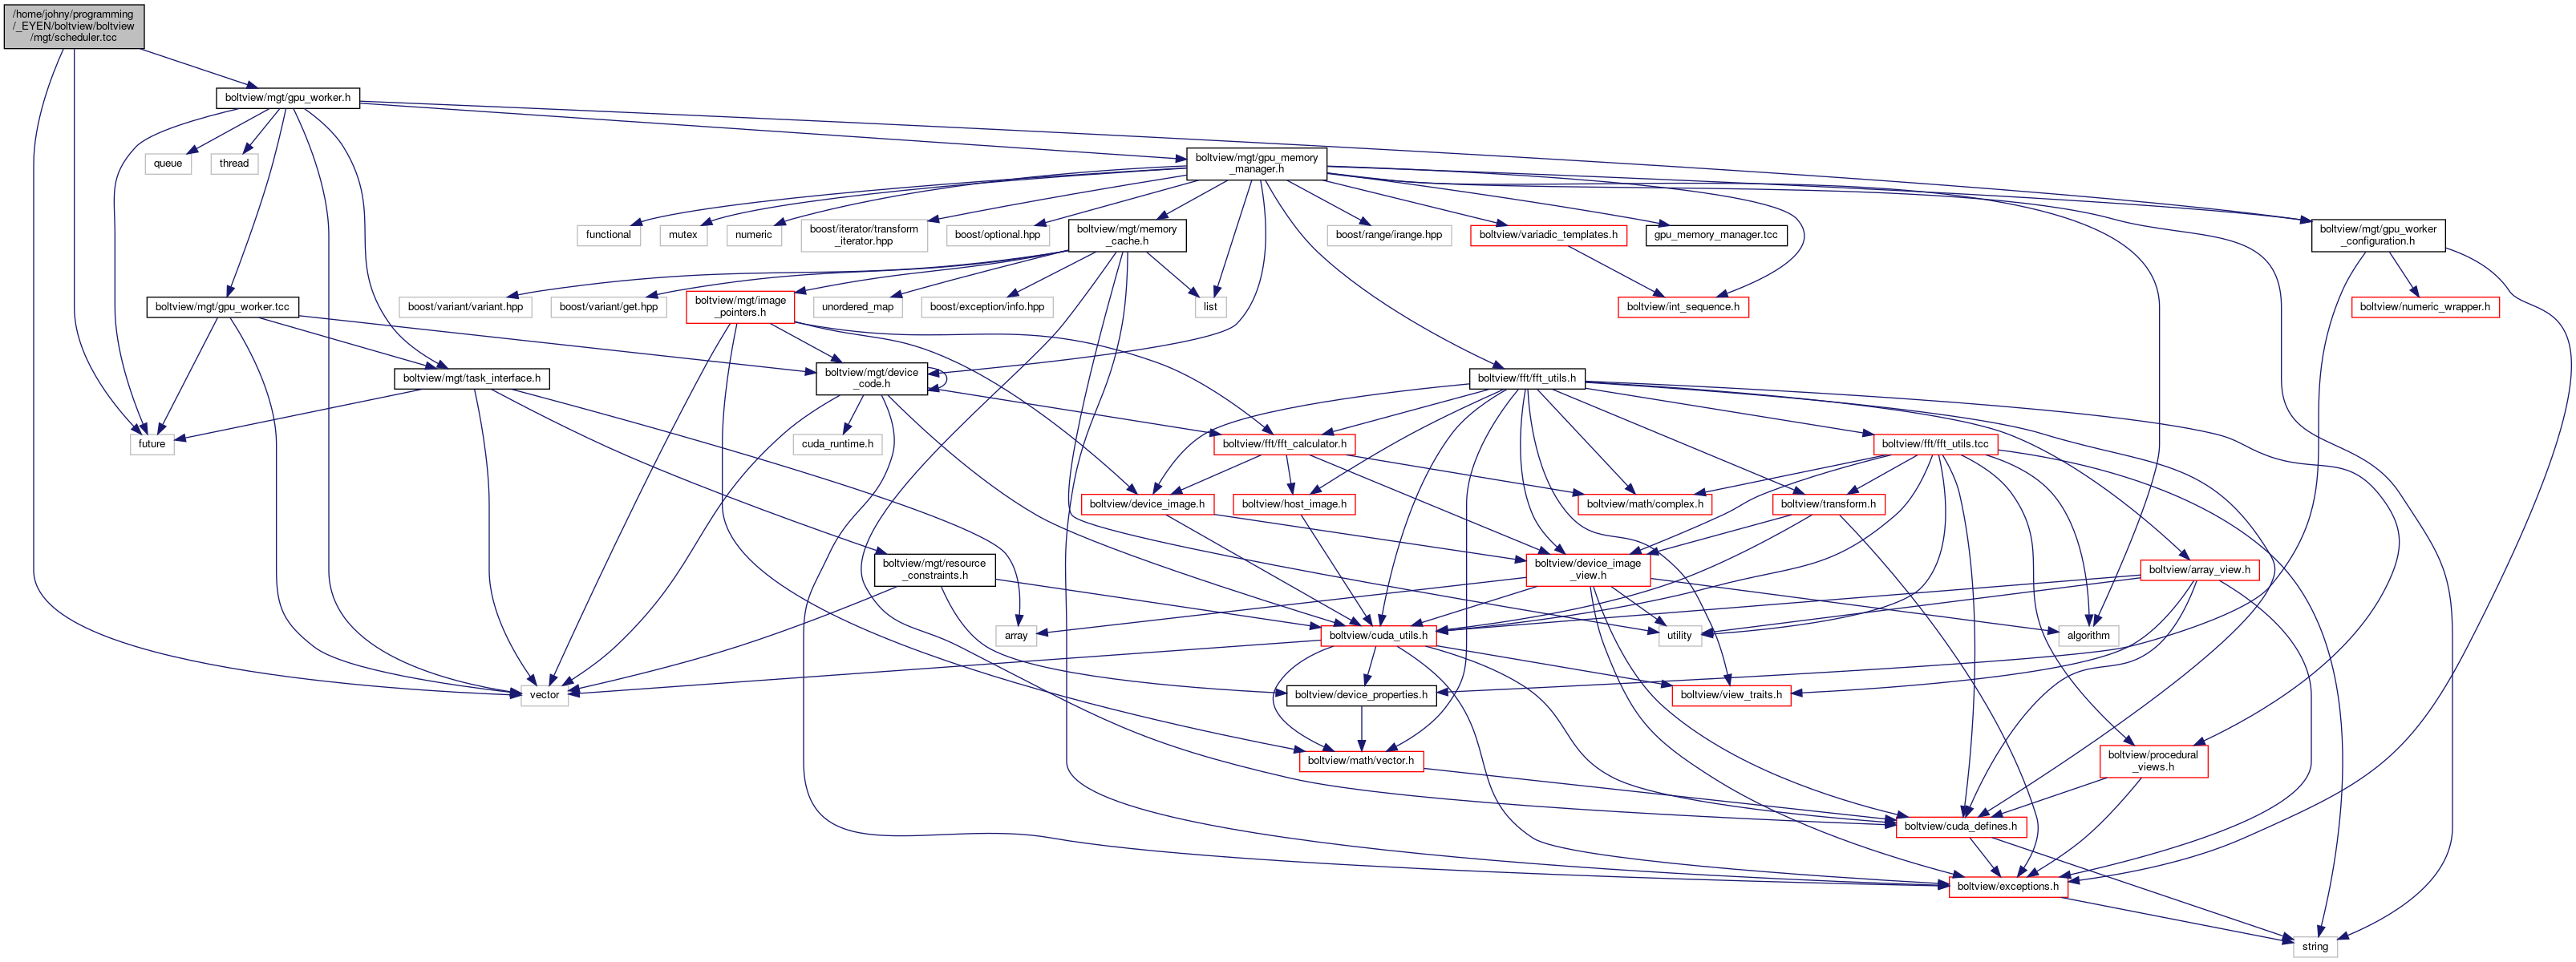 /home/johny/programming
/_EYEN/boltview/boltview
/mgt/scheduler.tcc
boltview/mgt/gpu_worker.h
queue
thread
boltview/mgt/gpu_memory
_manager.h
functional
mutex
numeric
boost/iterator/transform
_iterator.hpp
boost/optional.hpp
boltview/mgt/memory
_cache.h
boost/range/irange.hpp
boltview/variadic_templates.h
gpu_memory_manager.tcc
boltview/mgt/gpu_worker
_configuration.h
boltview/mgt/gpu_worker.tcc
boost/variant/variant.hpp
boost/variant/get.hpp
boltview/mgt/image
_pointers.h
unordered_map
boost/exception/info.hpp
list
boltview/int_sequence.h
boltview/numeric_wrapper.h
boltview/mgt/task_interface.h
boltview/mgt/device
_code.h
boltview/fft/fft_utils.h
future
cuda_runtime.h
boltview/fft/fft_calculator.h
boltview/fft/fft_utils.tcc
boltview/device_image.h
boltview/host_image.h
boltview/math/complex.h
boltview/transform.h
boltview/mgt/resource
_constraints.h
boltview/device_image
_view.h
boltview/array_view.h
array
boltview/cuda_utils.h
utility
algorithm
vector
boltview/device_properties.h
boltview/view_traits.h
boltview/math/vector.h
boltview/procedural
_views.h
boltview/cuda_defines.h
boltview/exceptions.h
string